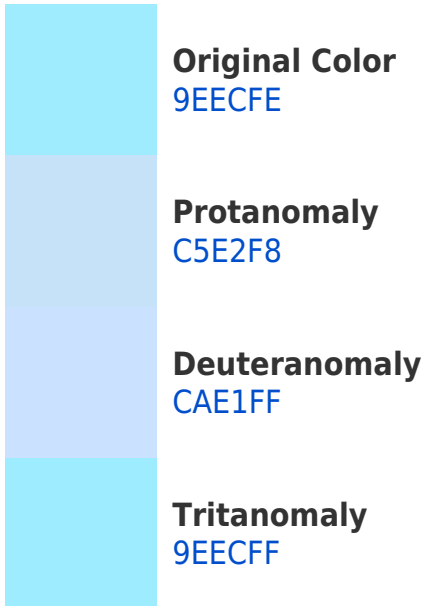 Original Color
9EECFE
Protanomaly
C5E2F8
Deuteranomaly
CAE1FF
Tritanomaly
9EECFF